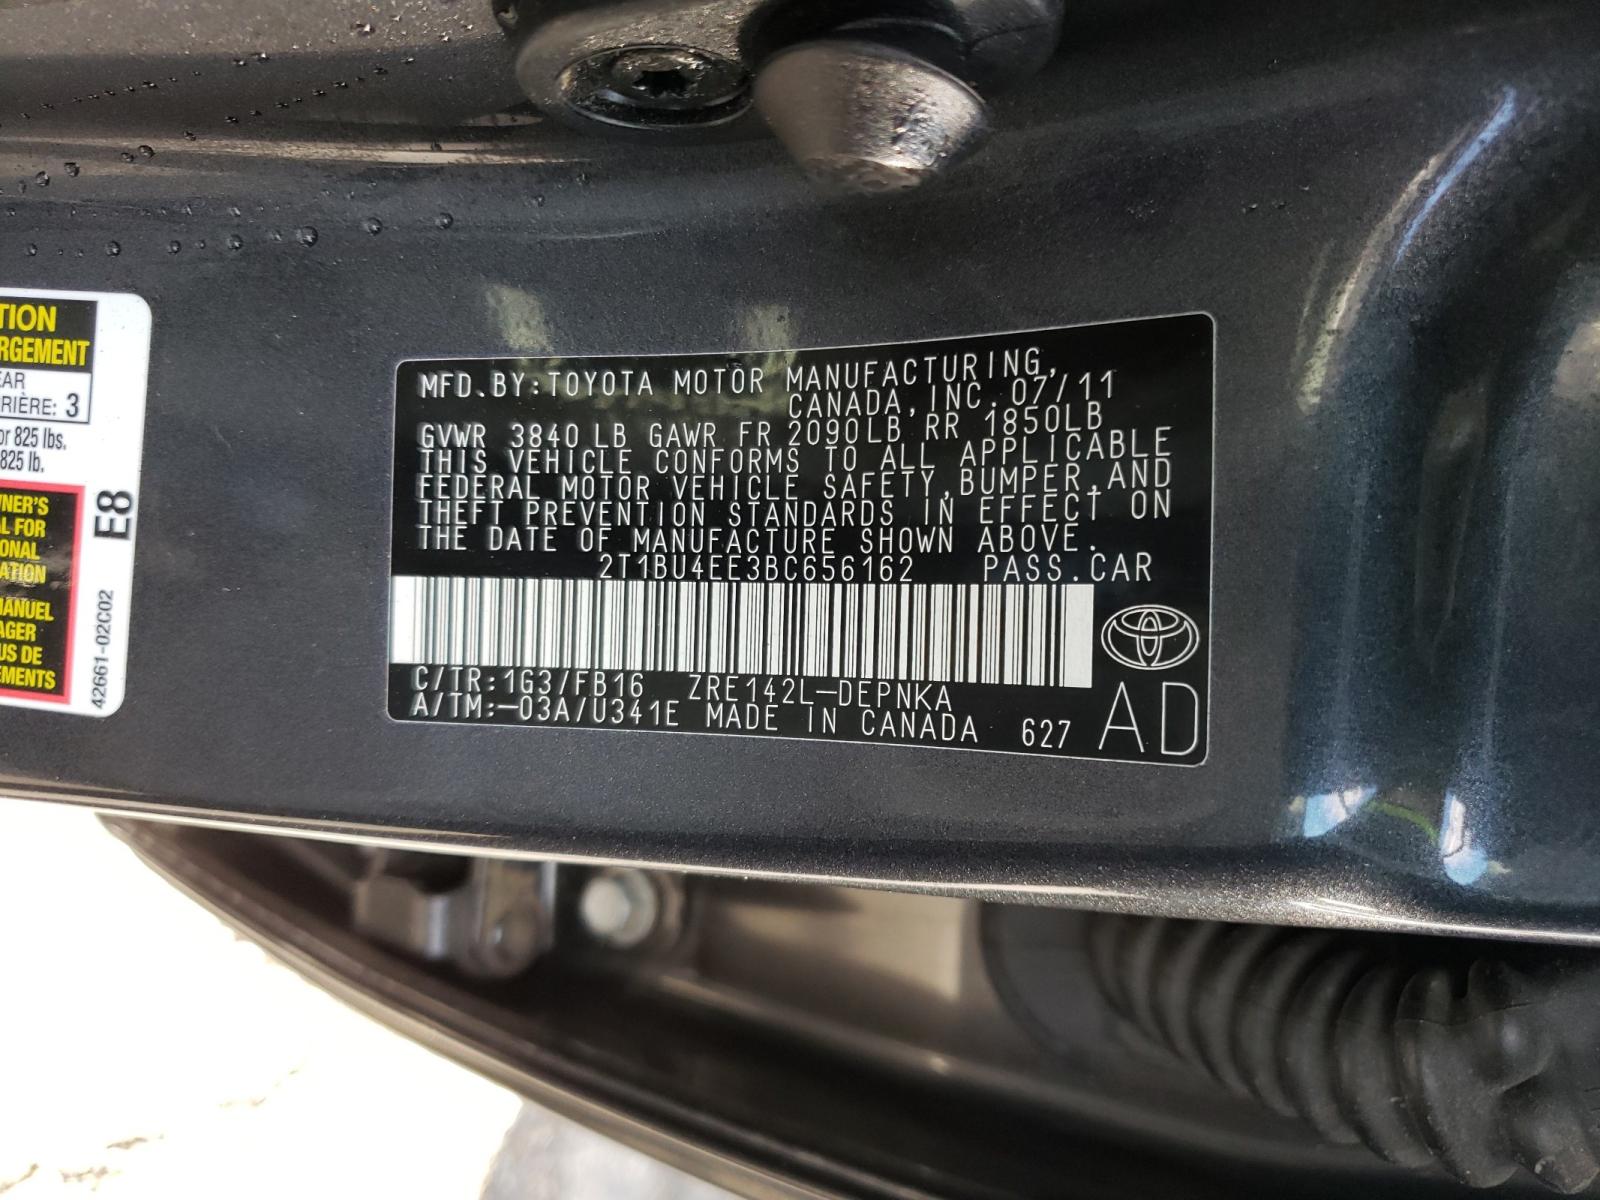 TION
RGEMENT
EAR
RIÈRE: 3
or 825 lbs.
825 lb.
WNER'S
AL FOR
IONAL
ATION
MANUEL
AGER
US DE
EMENTS
E8
42661-02C02
MFD.BY:TOYOTA MOTOR MANUFACTURING,
CANADA,INC.07/11
GVWR 3840LB GAWR FR 2090LB RR 1850LB
THIS VEHICLE CONFORMS TO ALL APPLICABLE
FEDERAL MOTOR VEHICLE SAFETY,BUMPER,AND
THEFT PREVENTION STANDARDS IN EFFECT ON
THE DATE OF MANUFACTURE SHOWN ABOVE.
2T1BU4EE3BC656162 PASS.CAR
C/TR:1G3/FB16 ZRE142L-DEPNKA
A/TM:-03A/U341E MADE IN CANADA 627
AD